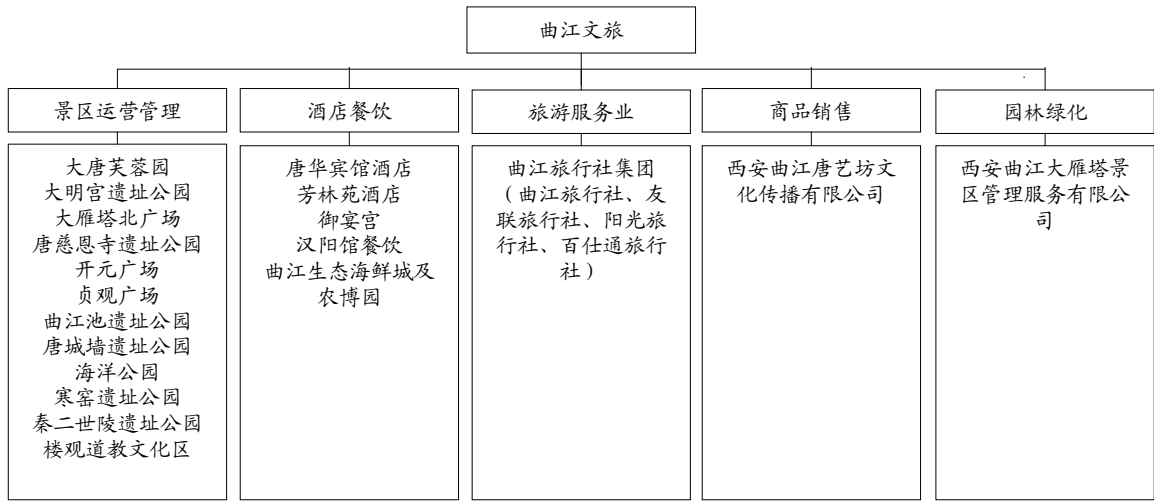 曲江文旅
景区运营管理
大唐芙蓉园
大明宫遗址公园
大雁塔北广场
唐慈恩寺遗址公园
开元广场
贞观广场
曲江池遗址公园
唐城墙遗址公园
海洋公园
寒窑遗址公园
秦二世陵遗址公园
楼观道教文化区
酒店餐饮
唐华宾馆酒店
芳林苑酒店
御宴宫
汉阳馆餐饮
曲江生态海鲜城及
农博园
旅游服务业
曲江旅行社集团
（曲江旅行社、友
联旅行社、阳光旅
行社、百仕通旅行
社）
商品销售
西安曲江唐艺坊文
化传播有限公司
园林绿化
西安曲江大雁塔景
区管理服务有限公
司